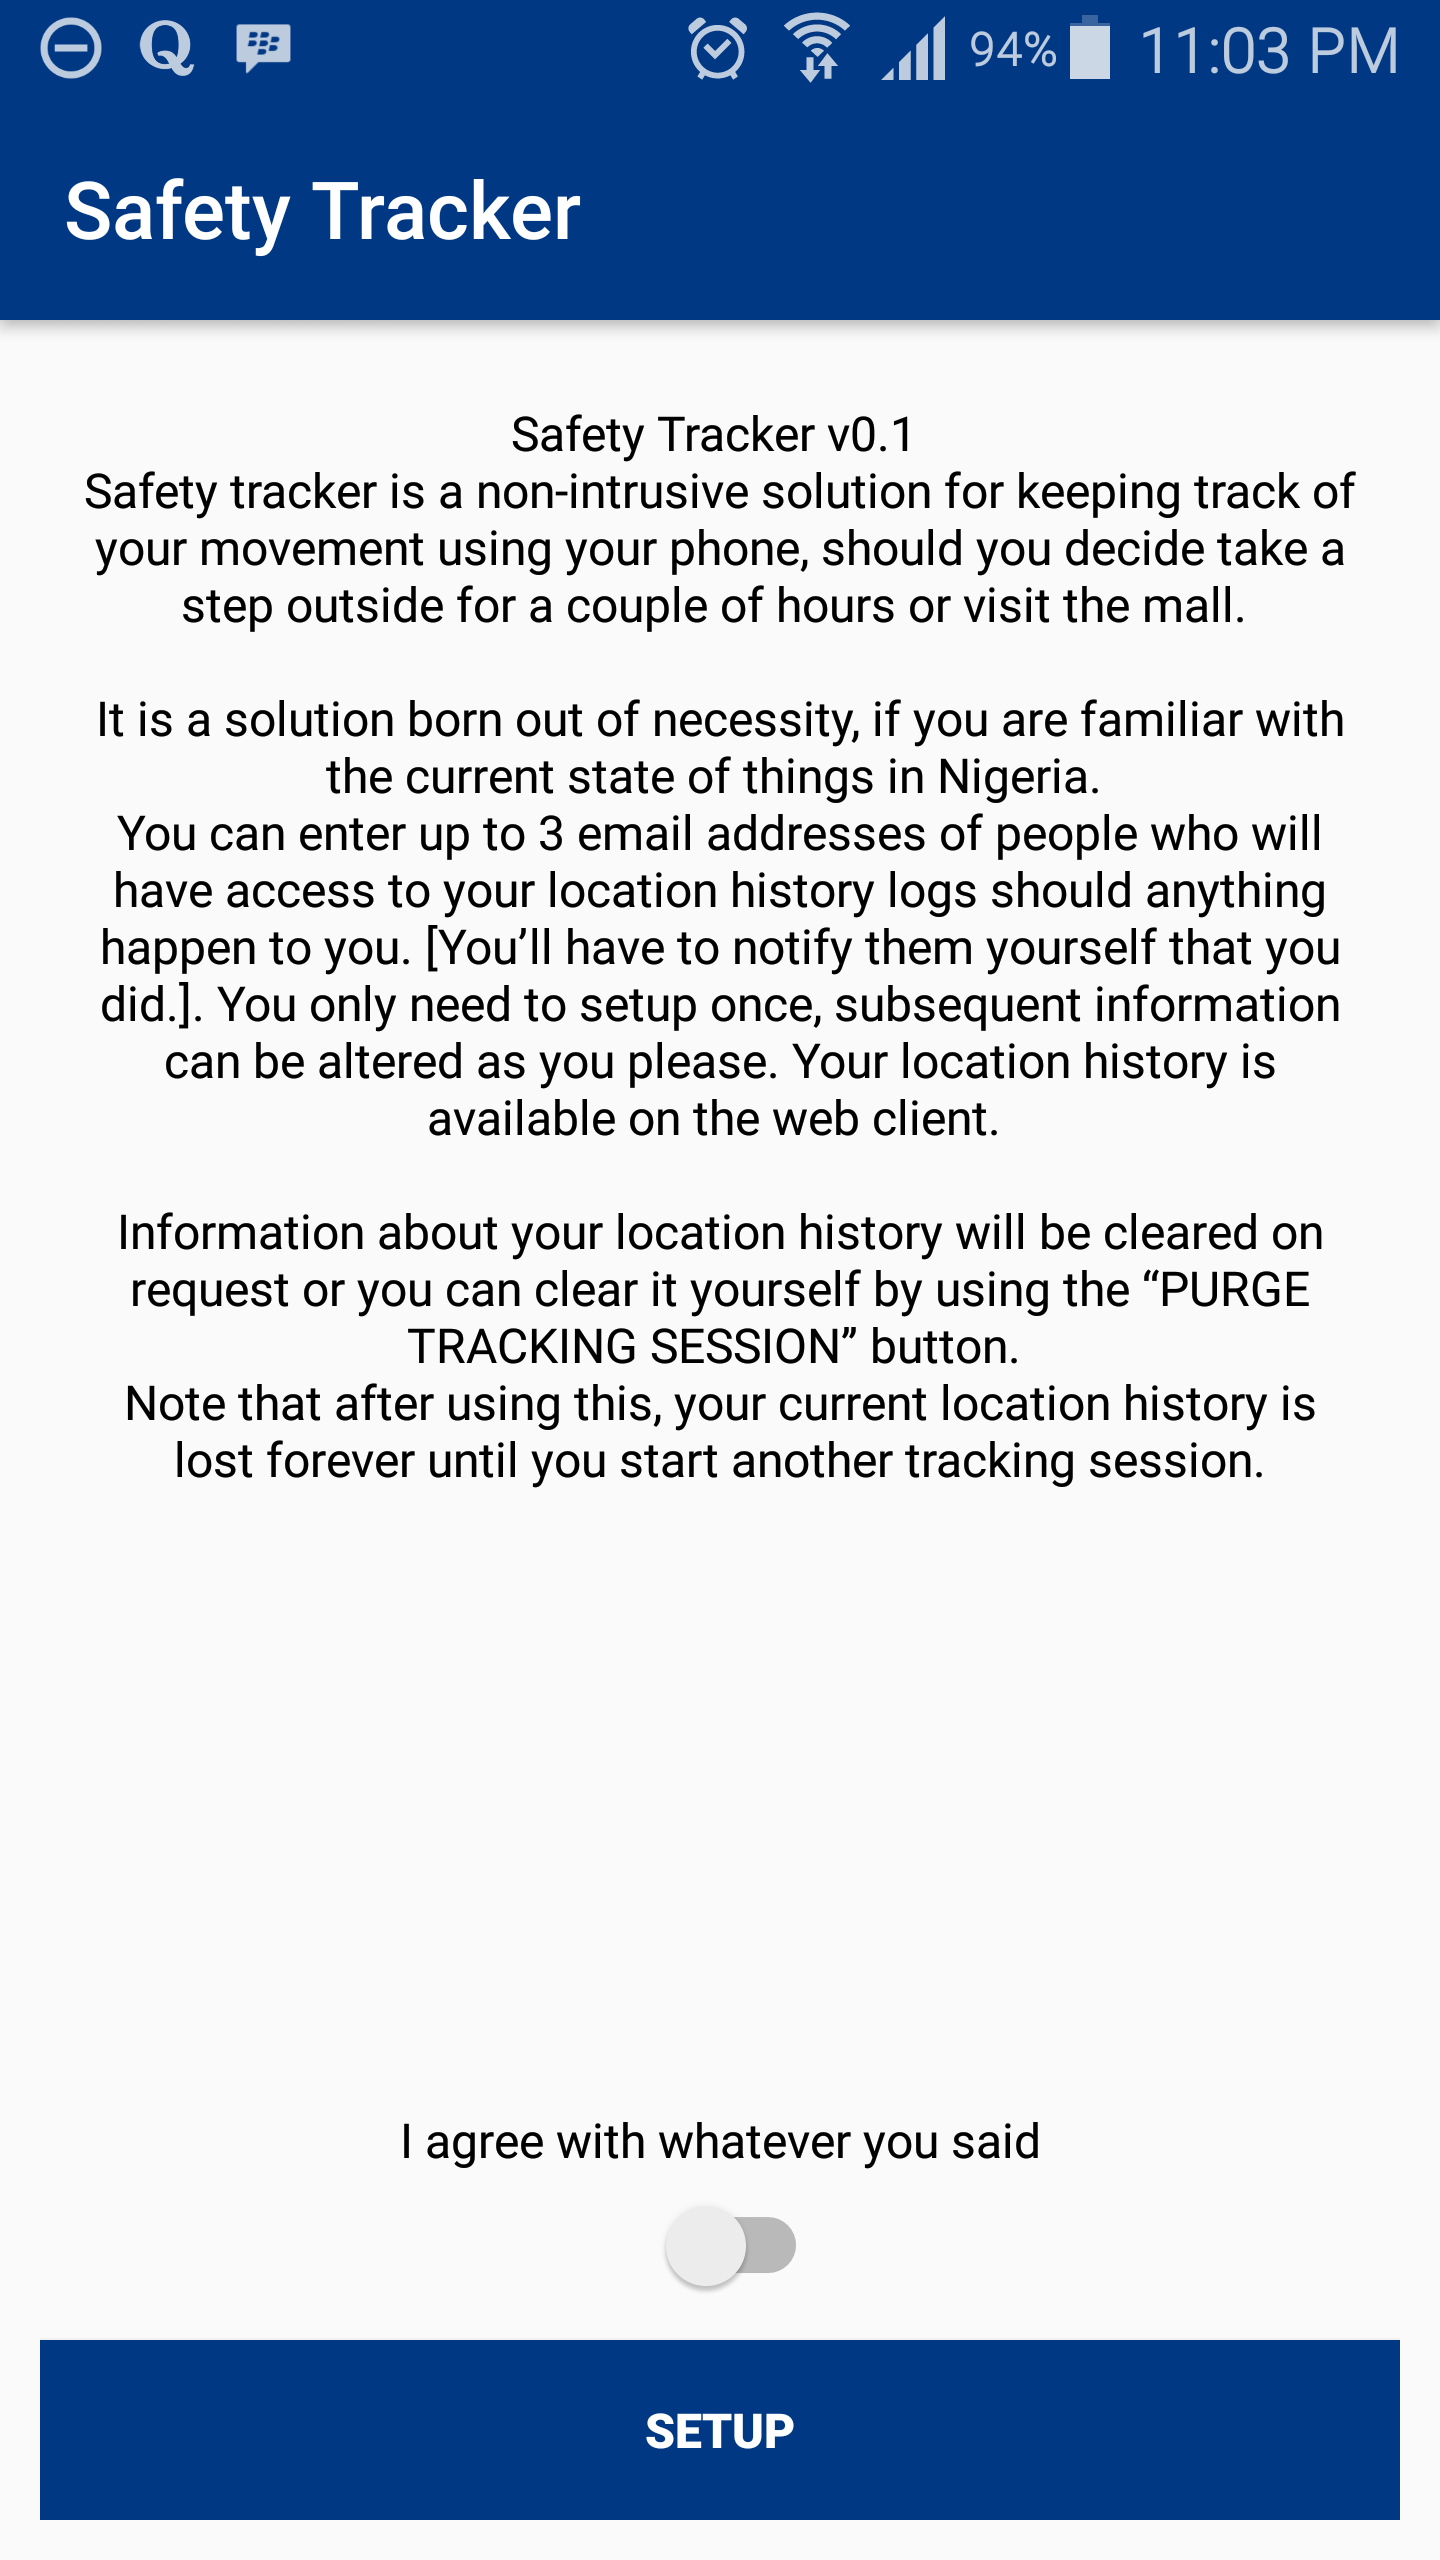 94% 11:03 PM
Safety Tracker
Safety Tracker v0.1
Safety tracker is a non-intrusive solution for keeping track of
your movement using your phone, should you decide take a
step outside for a couple of hours or visit the mall.
It is a solution born out of necessity, if you are familiar with
the current state of things in Nigeria.
You can enter up to 3 email addresses of people who will
have access to your location history logs should anything
happen to you. [You’ll have to notify them yourself that you
did.]. You only need to setup once, subsequent information
can be altered as you please. Your location history is
available on the web client.
Information about your location history will be cleared on
request or you can clear it yourself by using the “PURGE
TRACKING SESSION” button.
Note that after using this, your current location history is
lost forever until you start another tracking session.
I agree with whatever you said
SETUP